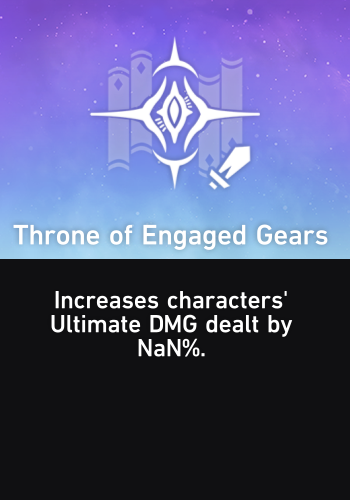 Throne of Engaged Gears
Increases characters'
Ultimate DMG dealt by
NaN%.